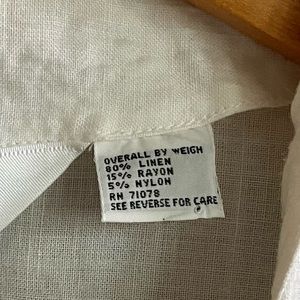 OVERALL BY WEIGH
80% LINEN
15% RAYON
5% NYLON
RN 71078
SEE REVERSE FOR CARE